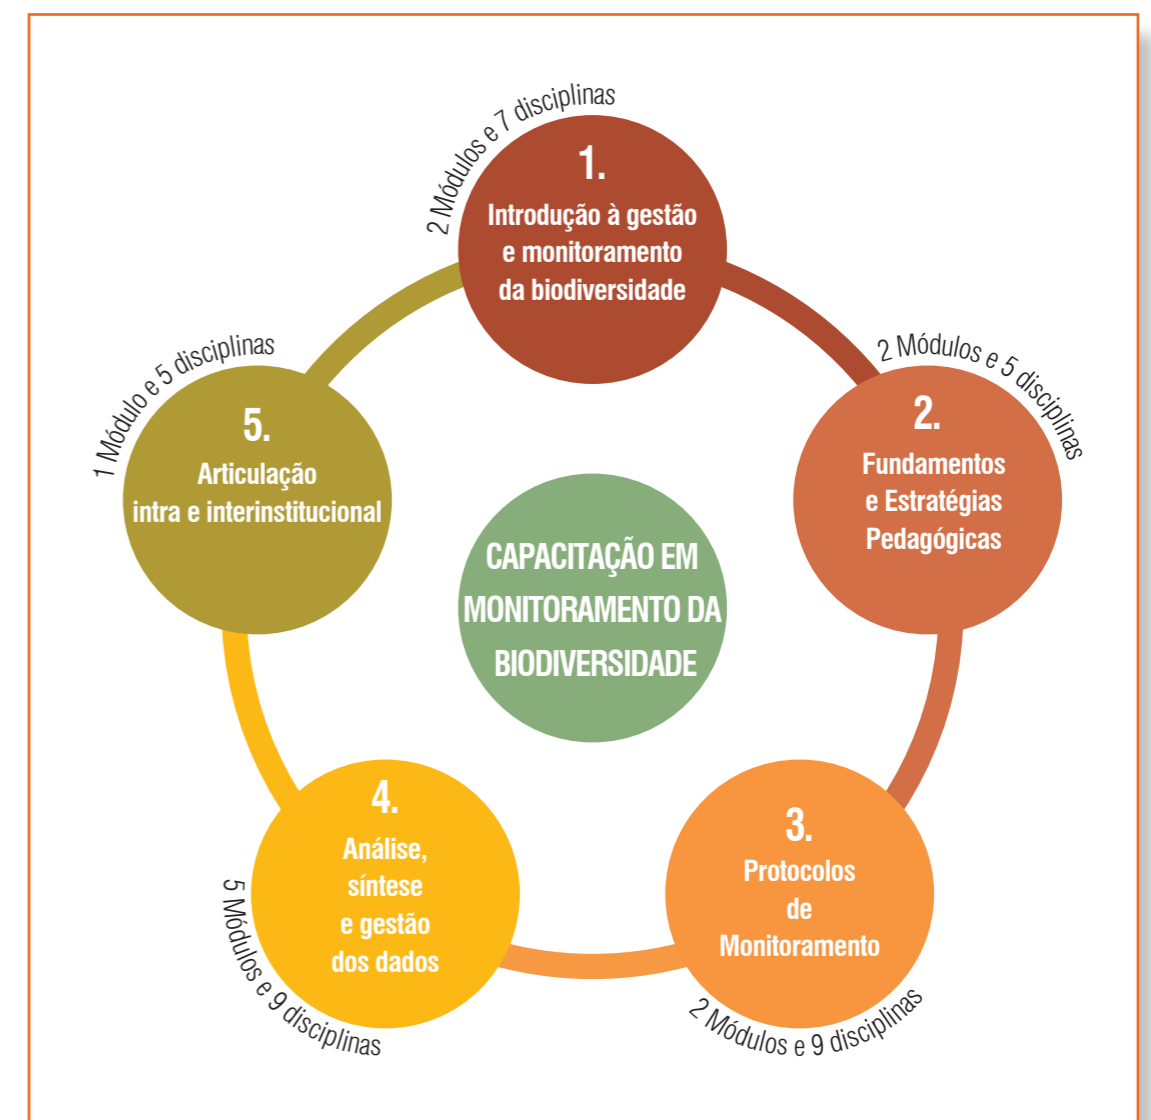 2 Módulos e 7 disciplinas
1.
Introdução à gestão
e monitoramento
da biodiversidade
2 Módulos e 5 disciplinas
2.
Fundamentos
e Estratégias
Pedagógicas
2 Módulos e 9 disciplinas
3.
Protocolos
de
Monitoramento
5 Módulos e 9 disciplinas
4.
Análise,
síntese
e gestão
dos dados
1 Módulo e 5 disciplinas
5.
Articulação
intra e interinstitucional
CAPACITAÇÃO EM
MONITORAMENTO DA
BIODIVERSIDADE